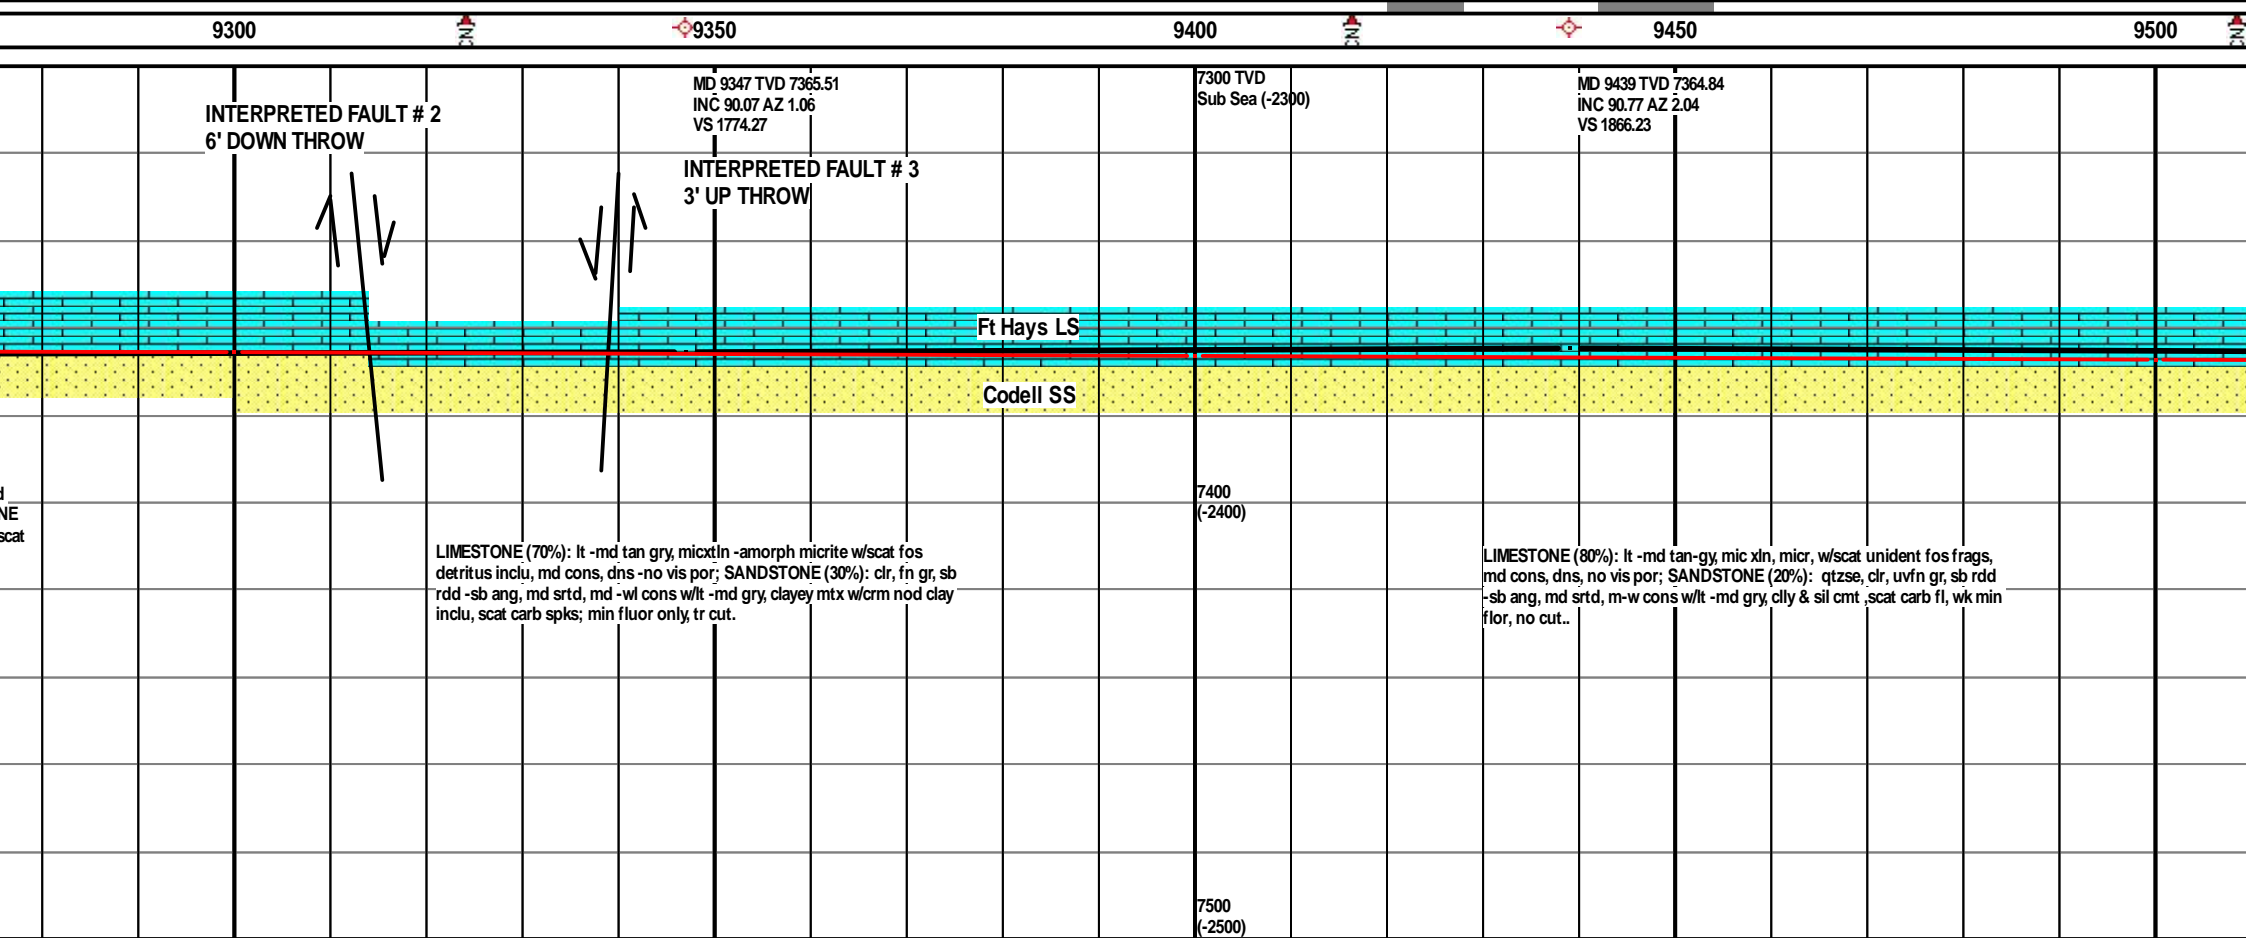 9300
CN
9350
9400
CN
9450
9500
CN
INTERPRETED FAULT # 2
6' DOWN THROW
MD 9347 TVD 7365.51
INC 90.07 AZ 1.06
VS 1774.27
INTERPRETED FAULT # 3
3' UP THROW
7300 TVD
Sub Sea (-2300)
MD 9439 TVD 7364.84
INC 90.77 AZ 2.04
VS 1866.23
Ft Hays LS
Codell SS
d
NE
scat
7400
(-2400)
LIMESTONE (70%): lt -md tan gry, micxtln -amorph micrite w/scat fos
detritus inclu, md cons, dns -no vis por; SANDSTONE (30%): clr, fn gr, sb
rdd -sb ang, md srtd, md -wl cons w/lt -md gry, clayey mtx w/crm nod clay
inclu, scat carb spks; min fluor only, tr cut.
LIMESTONE (80%): lt -md tan-gy, mic xln, micr, w/scat unident fos frags,
md cons, dns, no vis por; SANDSTONE (20%):  qtzse, clr, uvfn gr, sb rdd
-sb ang, md srtd, m-w cons w/lt -md gry, clly & sil cmt ,scat carb fl, wk min
flor, no cut..
7500
(-2500)